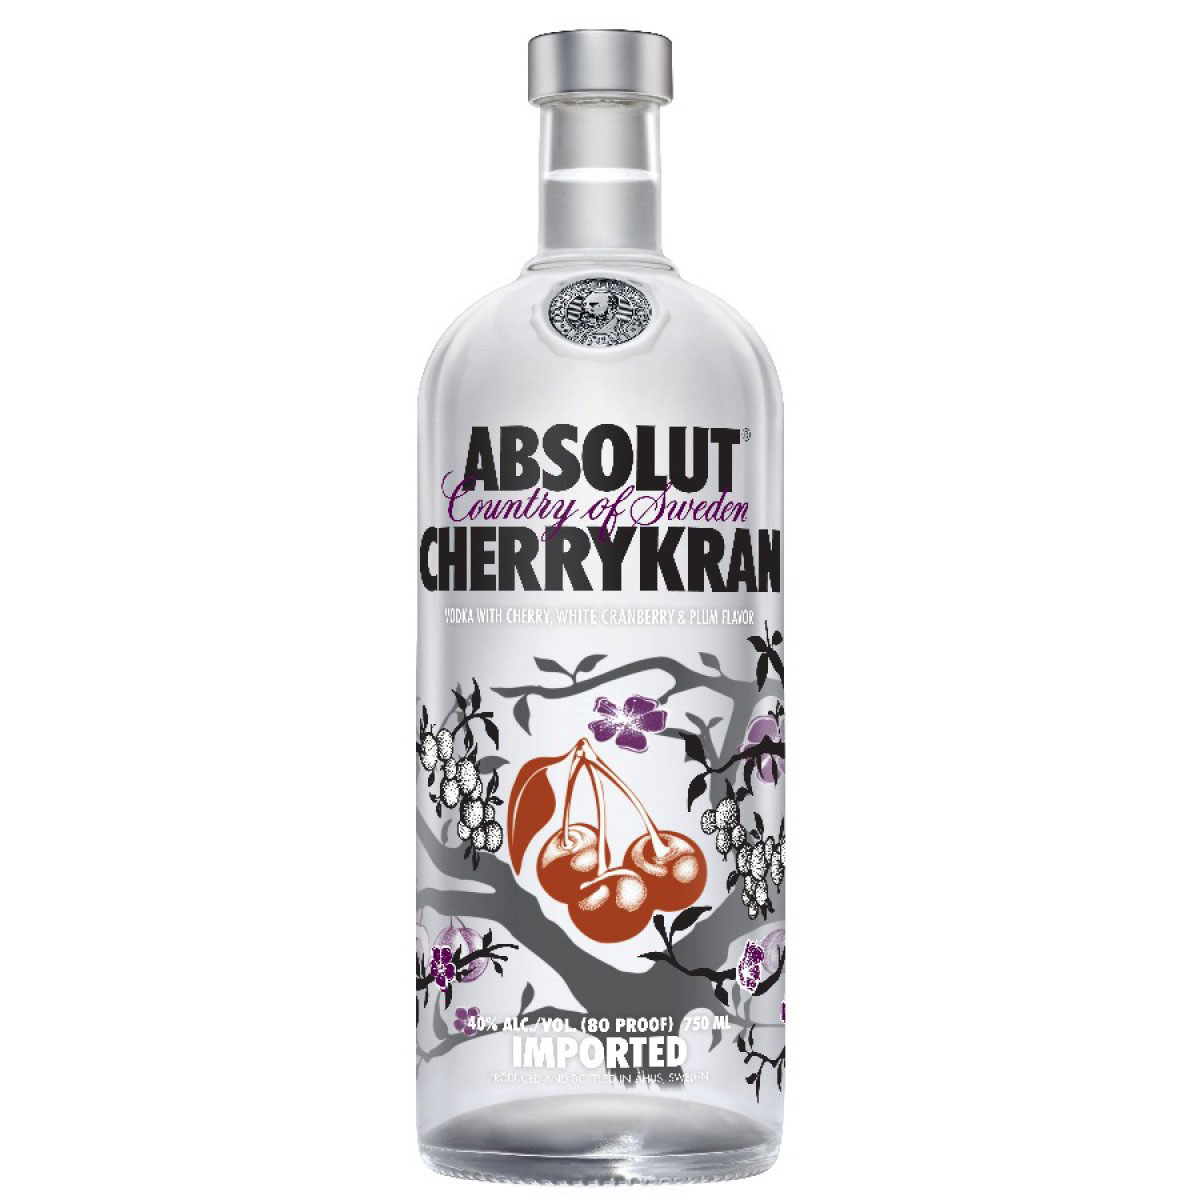 ABSOLUT®
Country of Sweden
CHERRYKRAN
VODKA WITH CHERRY, WHITE CRANBERRY & PLUM FLAVOR
40% ALC./VOL. (80 PROOF) 750 ML
IMPORTED
PRODUCED AND BOTTLED IN ÅHUS, SWEDEN